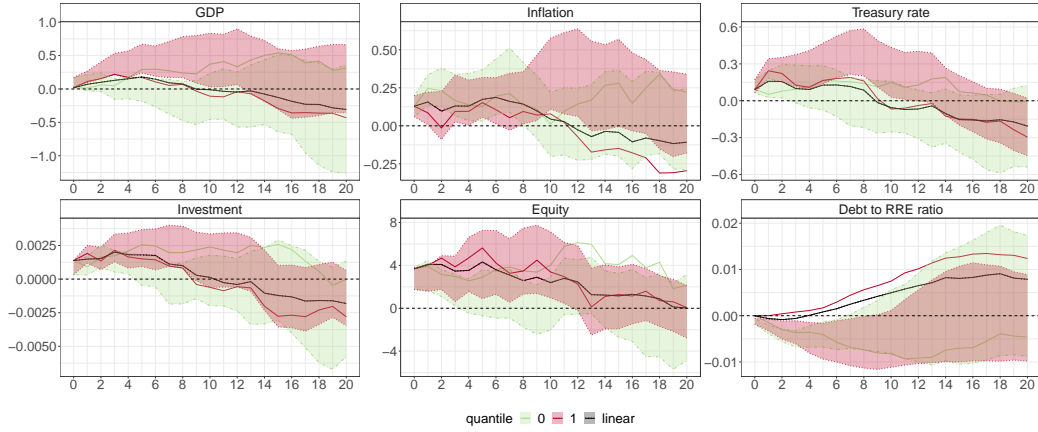 GDP
Inflation
Treasury rate
1.0
0.5
0.0
−0.5
−1.0
0.50
0.25
0.00
−0.25
0.6
0.3
0.0
−0.3
−0.6
0 2 4 6 8 10 12 14 16 18 20
0 2 4 6 8 10 12 14 16 18 20
0 2 4 6 8 10 12 14 16 18 20
Investment
Equity
Debt to RRE ratio
0.0025
0.0000
−0.0025
−0.0050
8
4
0
−4
0.02
0.01
0.00
−0.01
0 2 4 6 8 10 12 14 16 18 20
0 2 4 6 8 10 12 14 16 18 20
0 2 4 6 8 10 12 14 16 18 20
quantile 0 1 linear